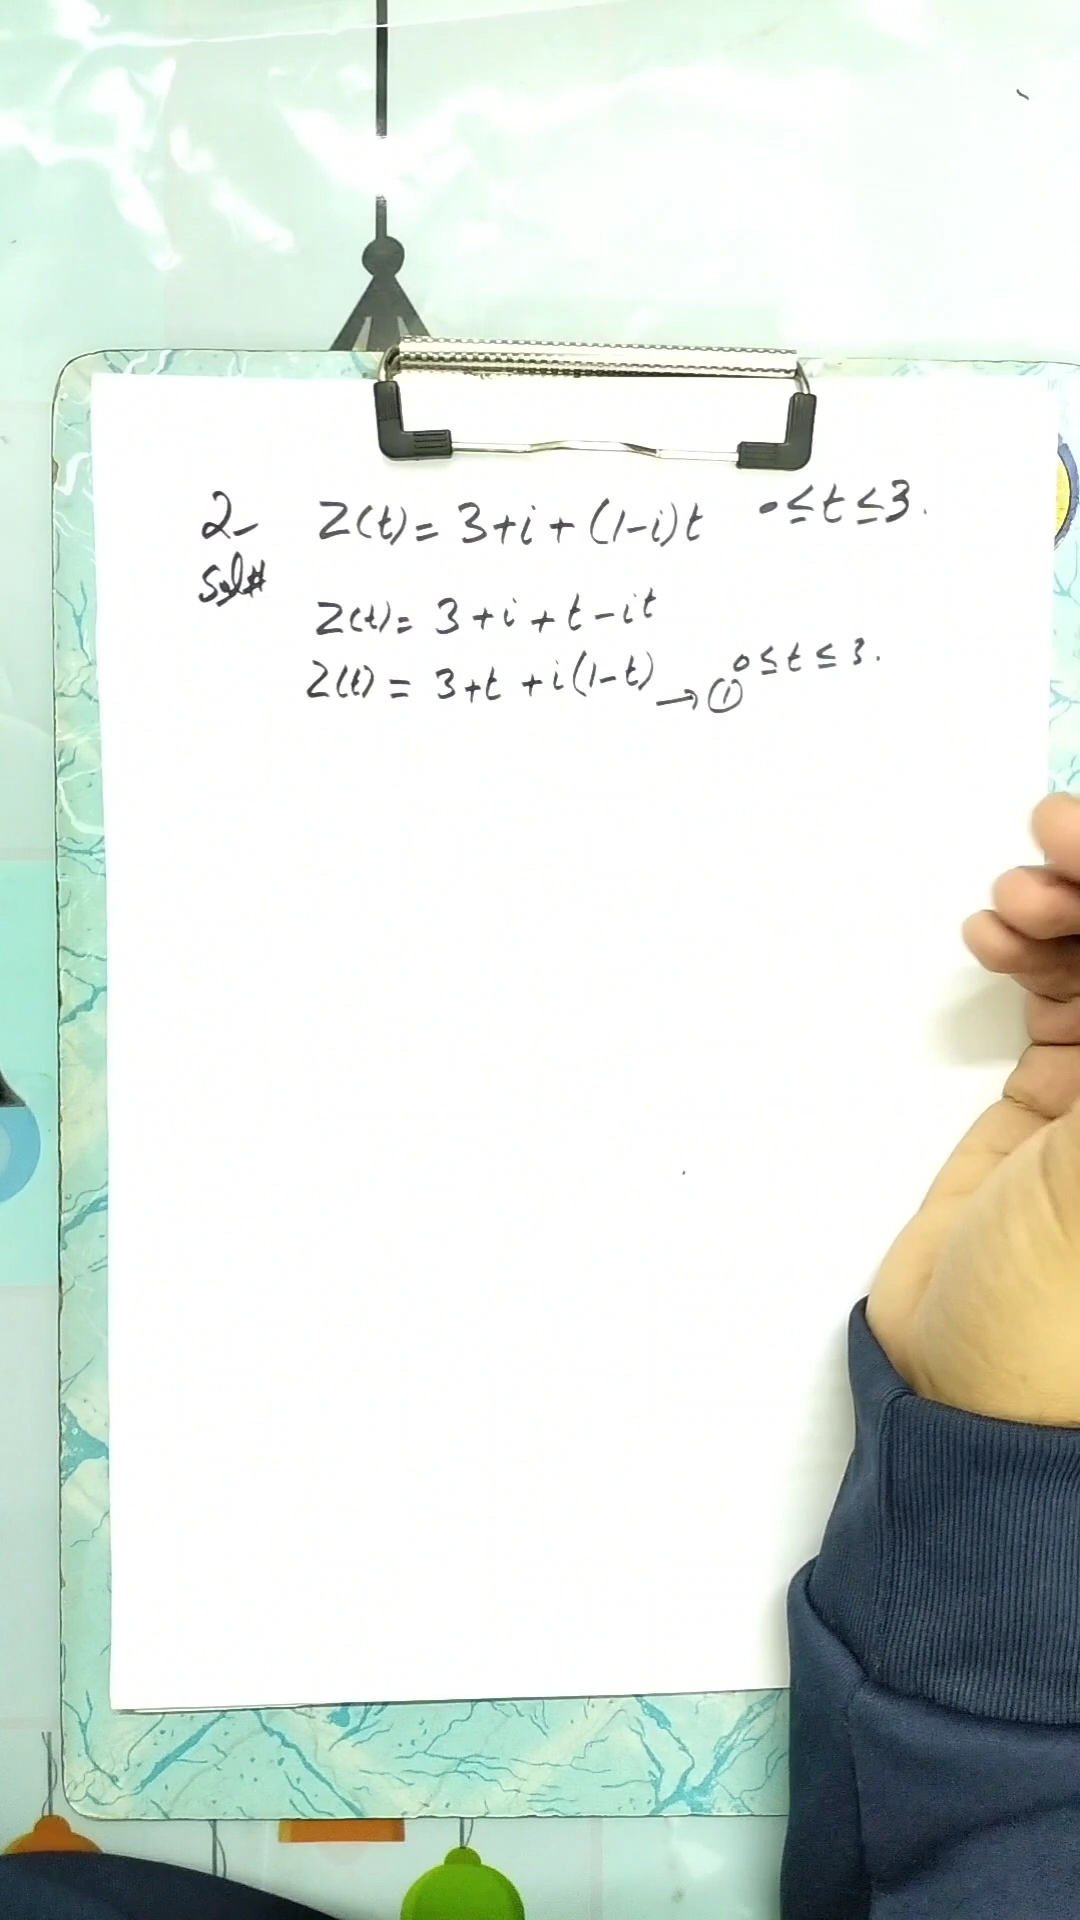 2- Z(t) = 3+i + (1-i)t 0 ≤ t ≤ 3.
Sol#
Z(t) = 3 + i + t - it
Z(t) = 3+t + i(1-t) → ① 0 ≤ t ≤ 3.